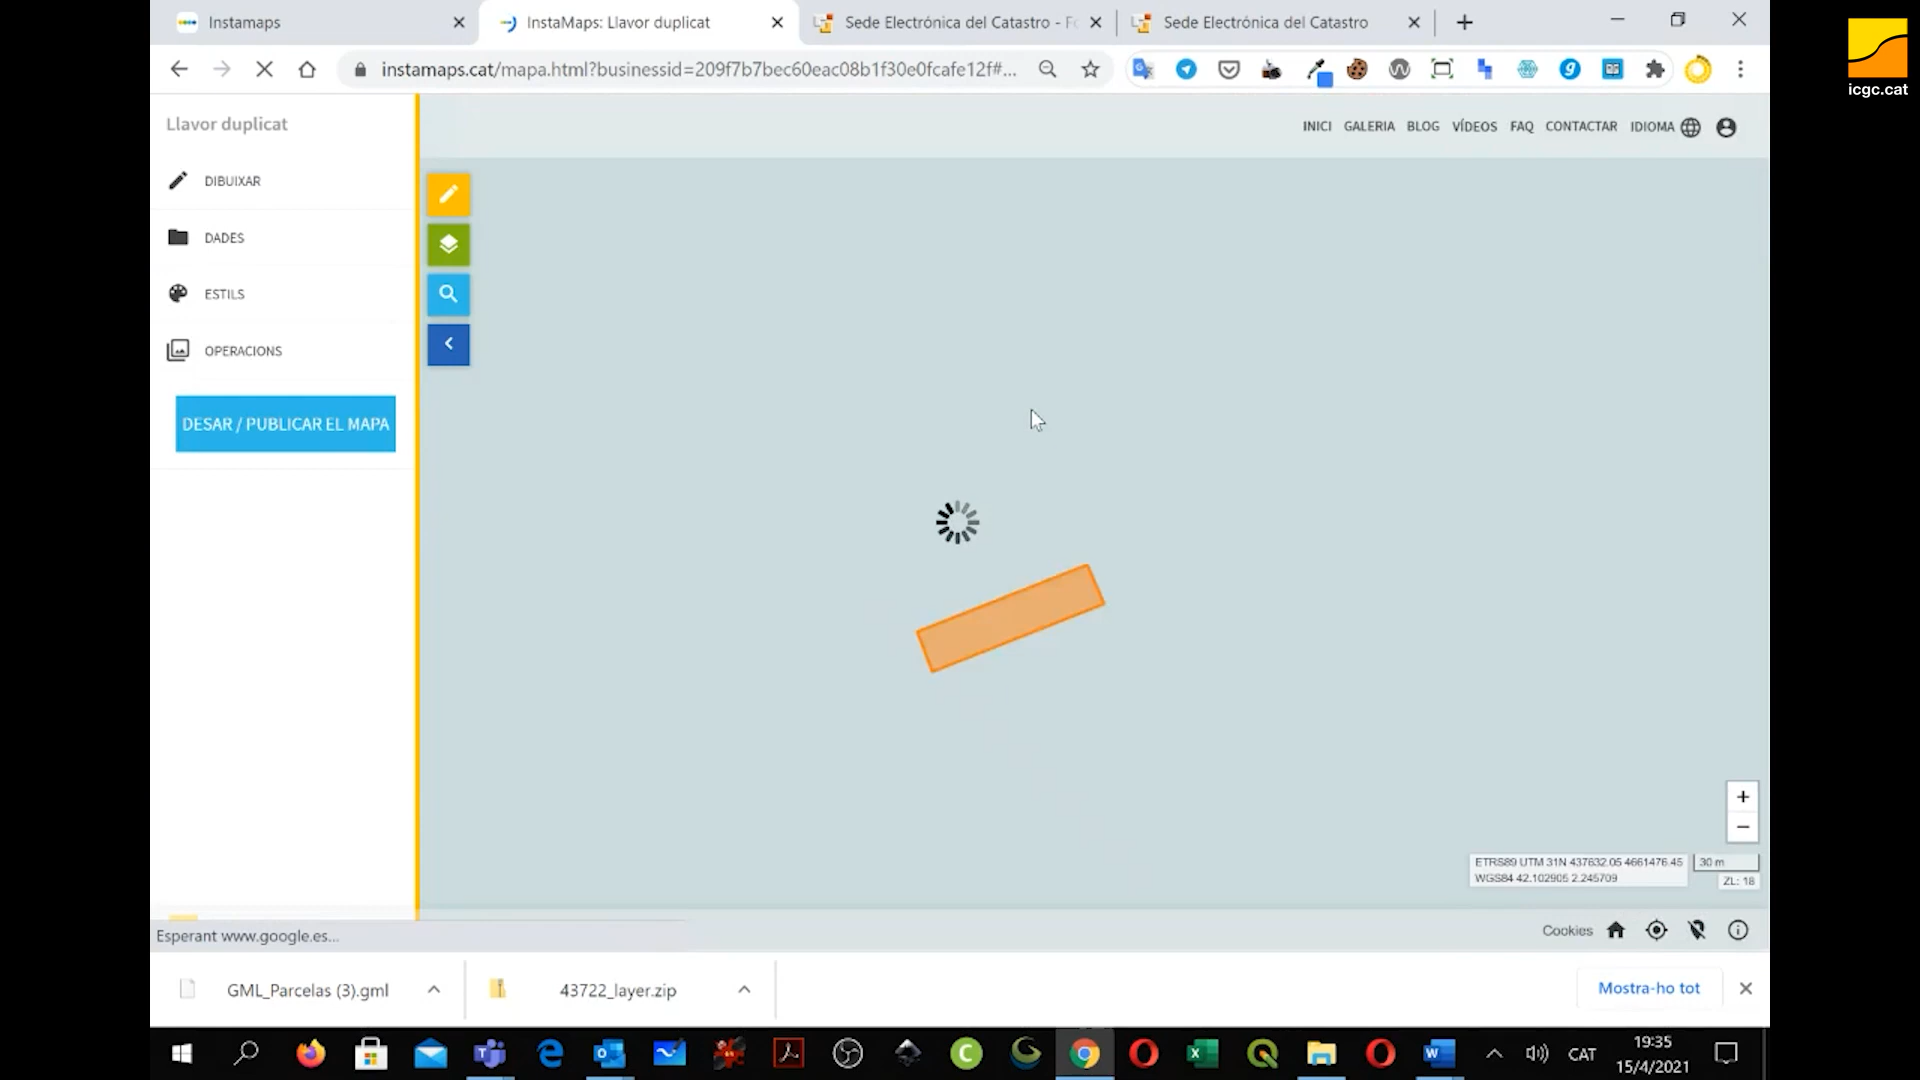 Instamaps
InstaMaps: Llavor duplicat
Sede Electrónica del Catastro - Fo
Sede Electrónica del Catastro
icgc.cat
instamaps.cat/mapa.html?businessid=209f7b7bec60eac08b1f30e0fcafe12f#...
Llavor duplicat
INICI GALERIA BLOG VÍDEOS FAQ CONTACTAR IDIOMA
DIBUIXAR
DADES
ESTILS
OPERACIONS
DESAR / PUBLICAR EL MAPA
+
−
ETRS89 UTM 31N 437632.05 4661476.45
WGS84 42.102905 2.245709
30 m
ZL: 18
Cookies
Esperant www.google.es...
GML_Parcelas (3).gml
43722_layer.zip
Mostra-ho tot
CAT
19:35
15/4/2021